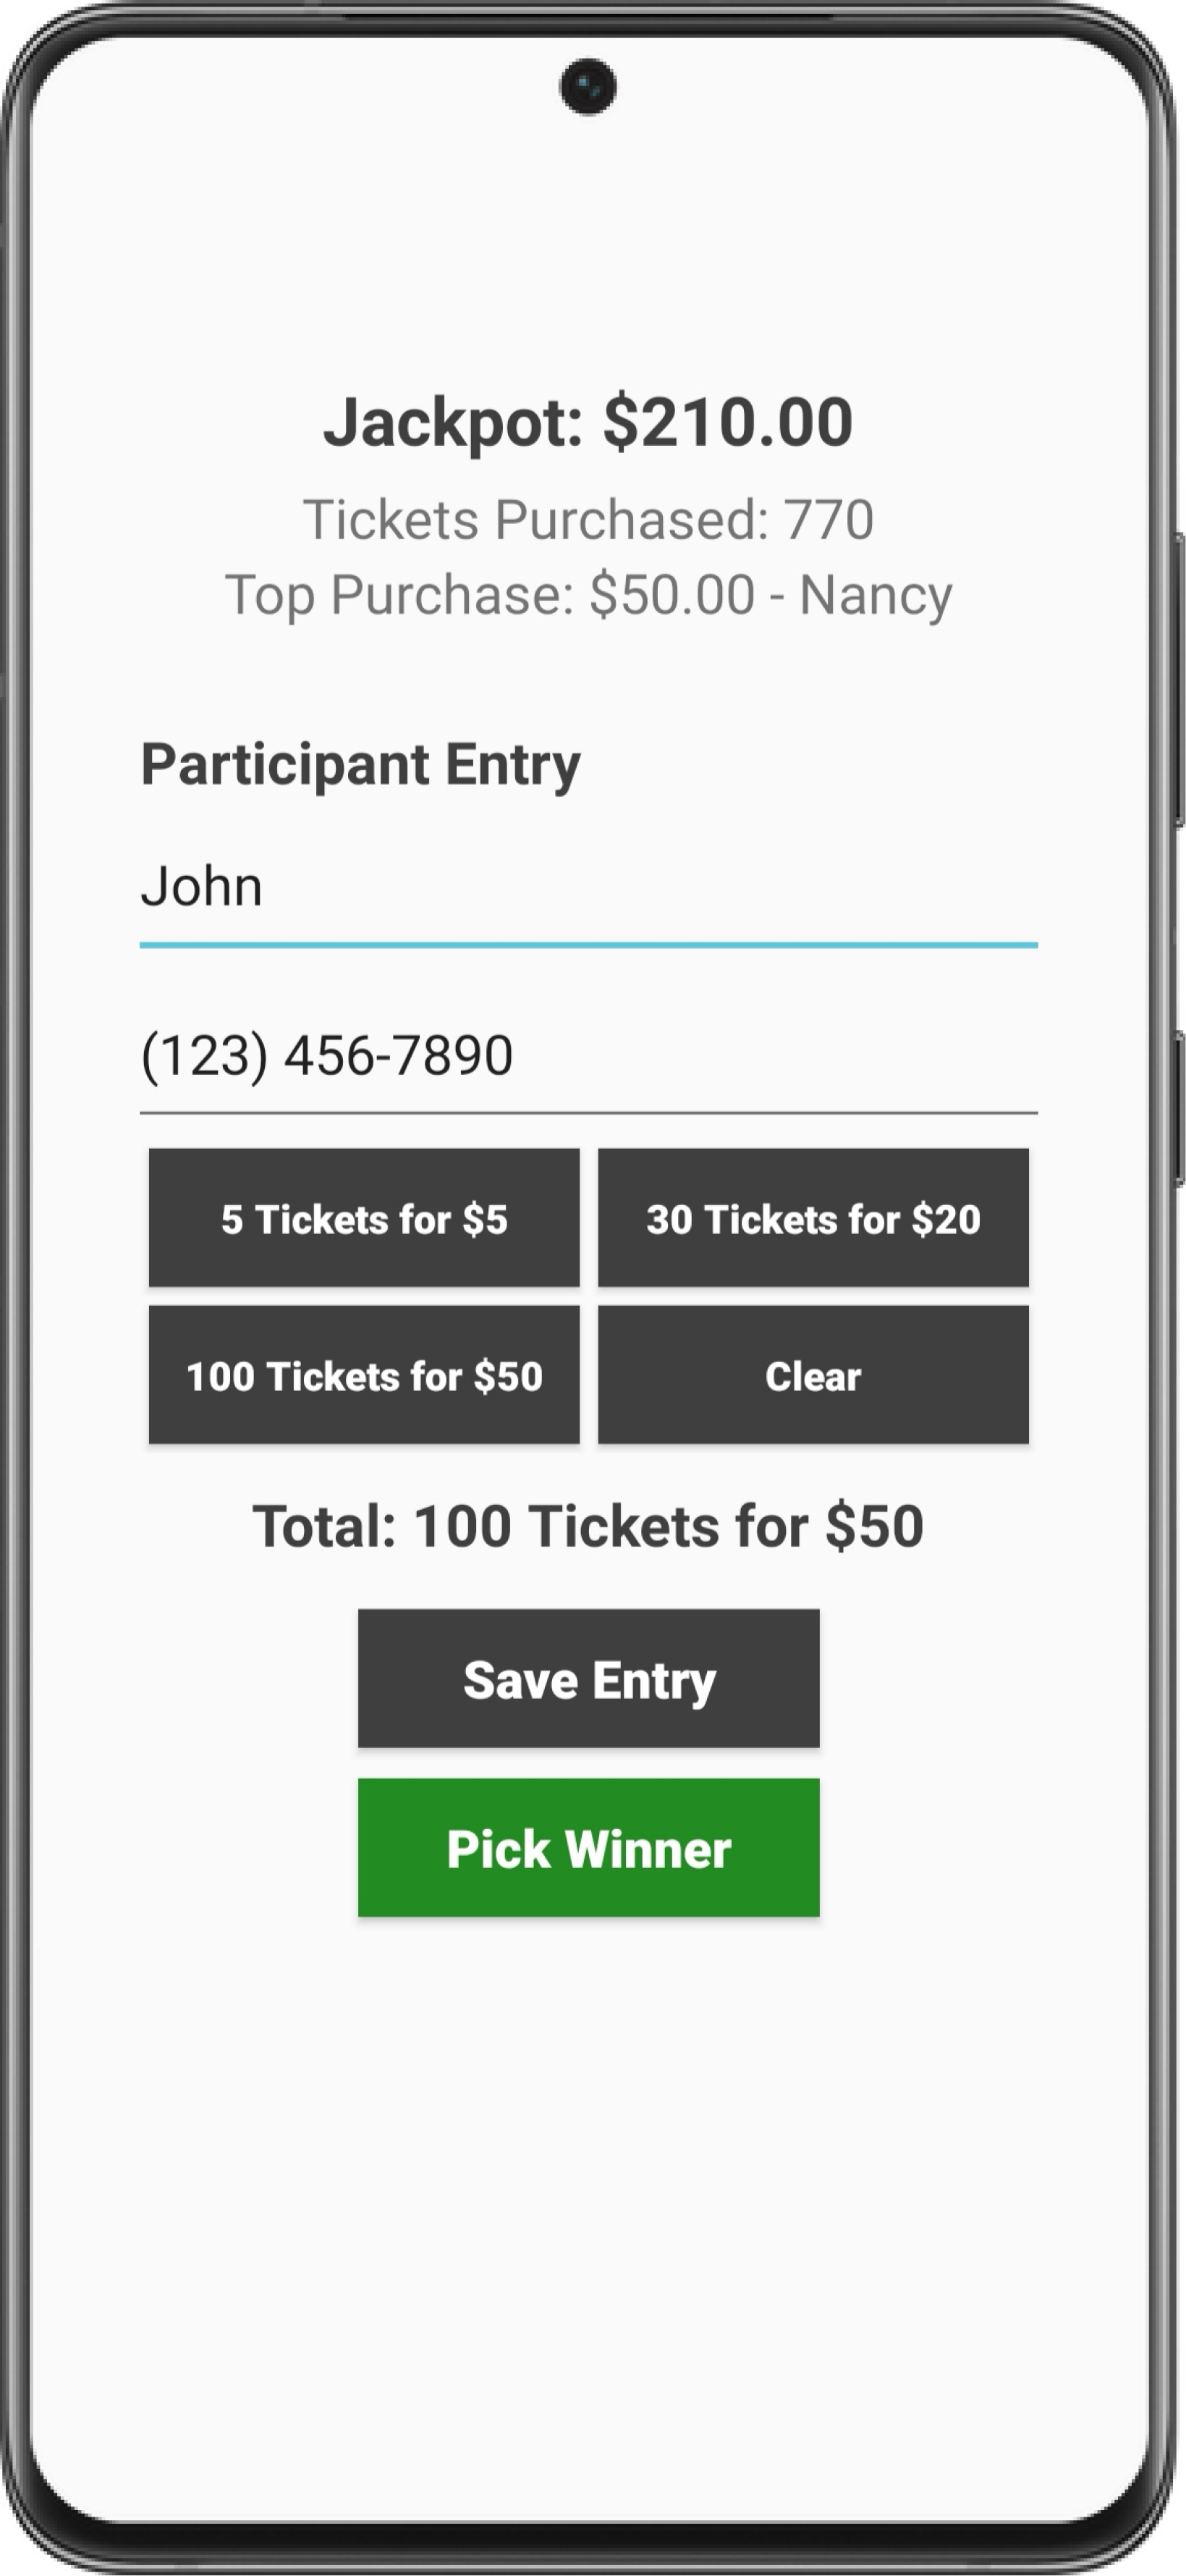 Jackpot: $210.00
Tickets Purchased: 770
Top Purchase: $50.00 - Nancy
Participant Entry
John
(123) 456-7890
5 Tickets for $5
30 Tickets for $20
100 Tickets for $50
Clear
Total: 100 Tickets for $50
Save Entry
Pick Winner